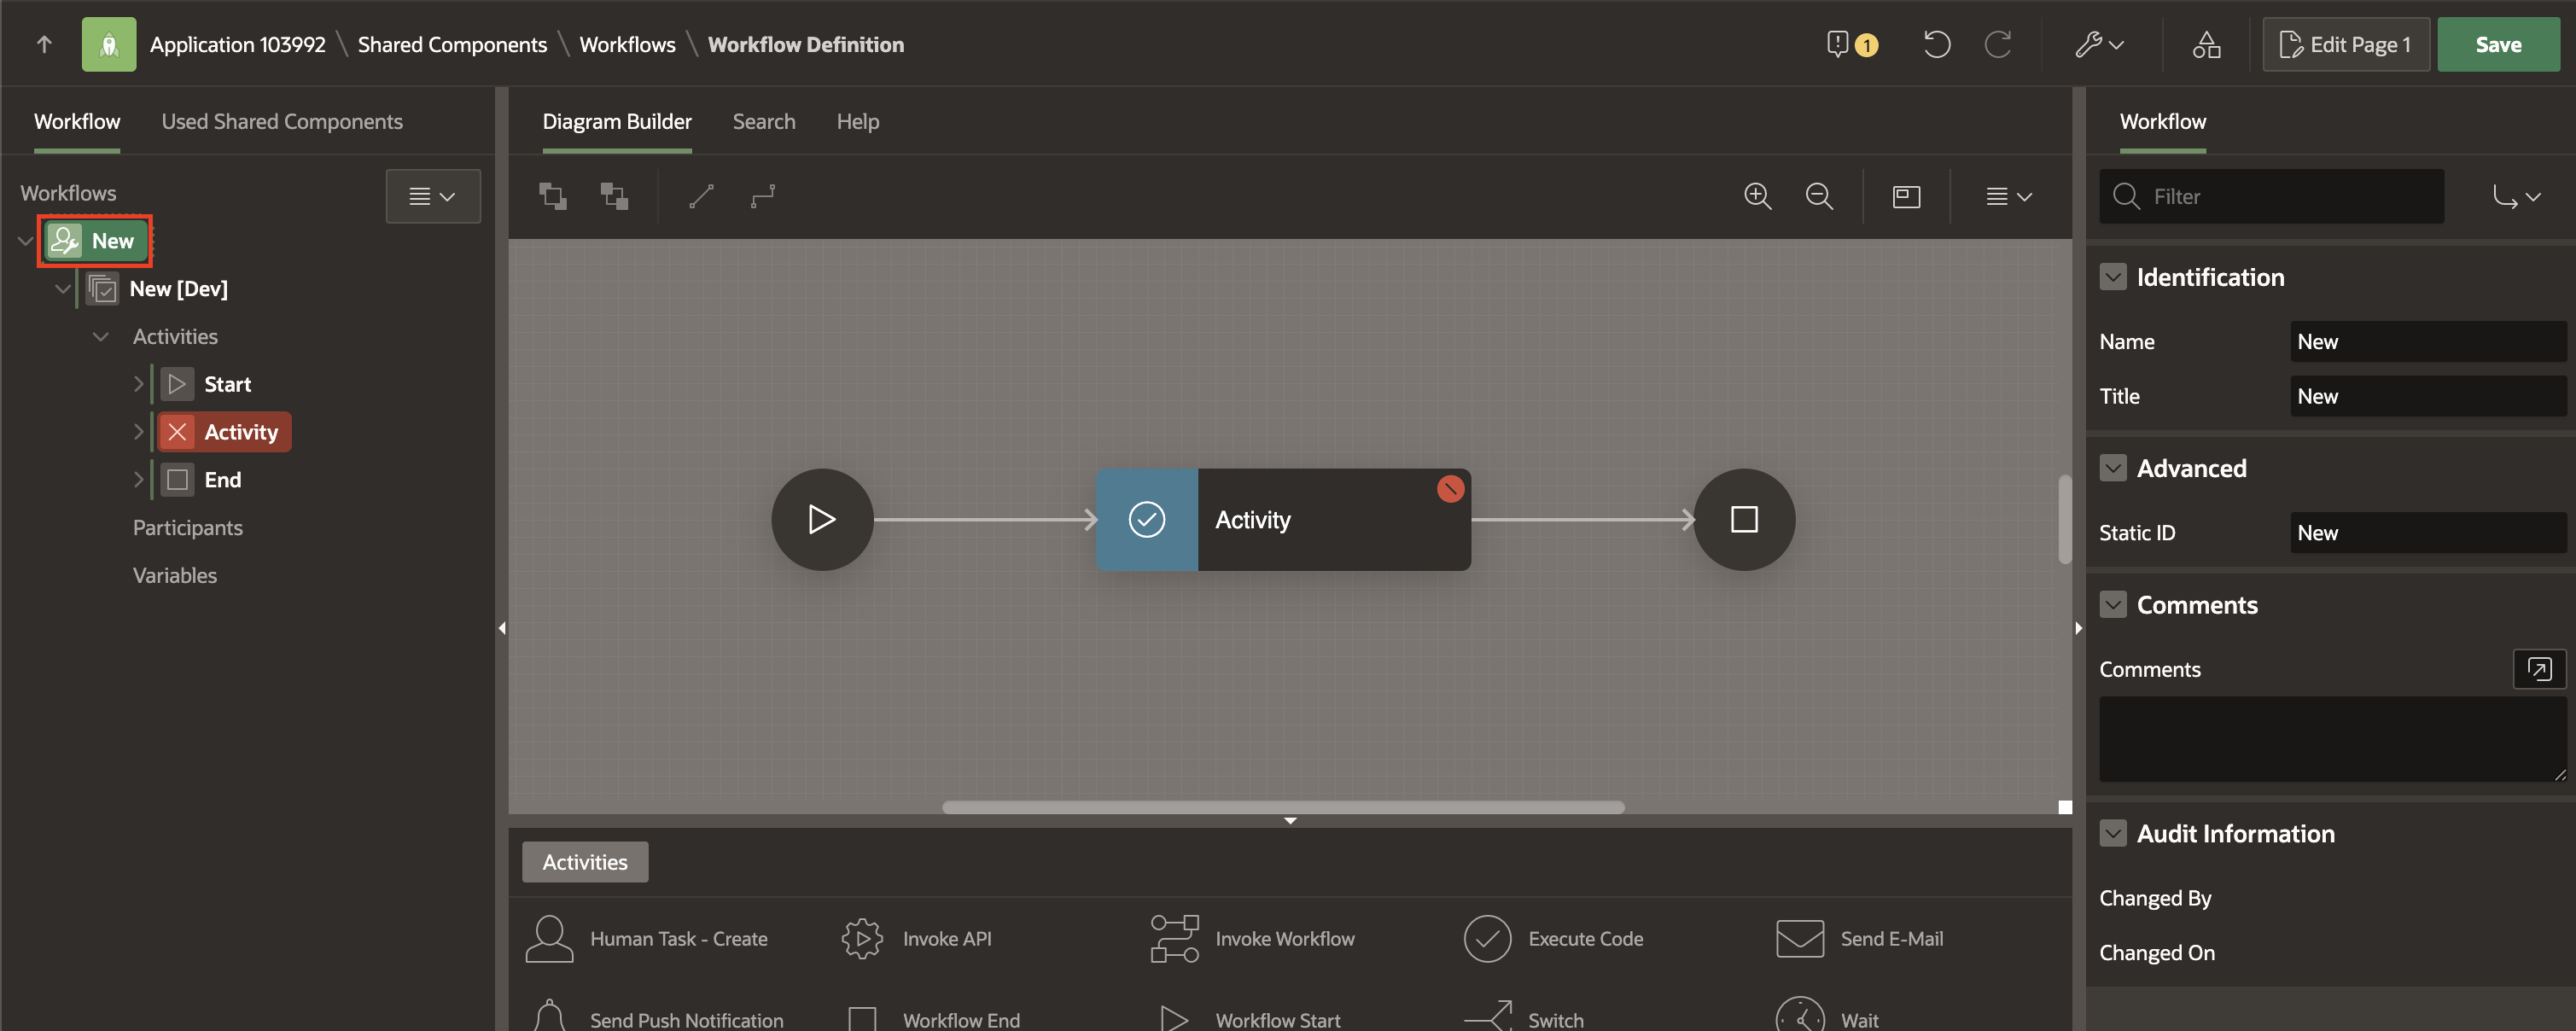 Application 103992 \ Shared Components \ Workflows \ Workflow Definition
1
Edit Page 1
Save
Workflow
Used Shared Components
Workflows
New
New [Dev]
Activities
Start
Activity
End
Participants
Variables
Diagram Builder
Search
Help
Activity
Activities
Human Task - Create
Invoke API
Invoke Workflow
Execute Code
Send E-Mail
Send Push Notification
Workflow End
Workflow Start
Switch
Wait
Workflow
Filter
Identification
Name New
Title New
Advanced
Static ID New
Comments
Comments
Audit Information
Changed By
Changed On